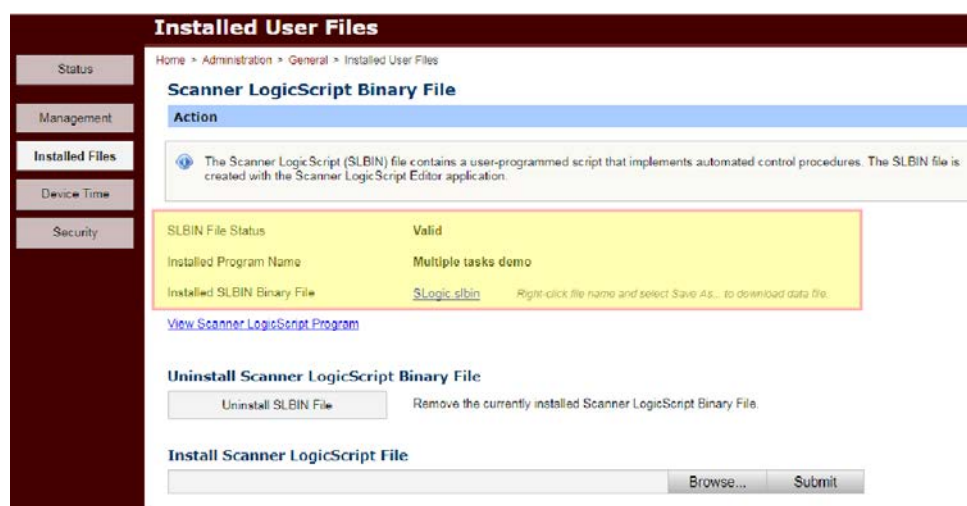 Installed User Files
Home > Administration > General > Installed User Files
Status
Management
Installed Files
Device Time
Security
Scanner LogicScript Binary File
Action
The Scanner LogicScript (SLBIN) file contains a user-programmed script that implements automated control procedures. The SLBIN file is
created with the Scanner LogicScript Editor application.
SLBIN File Status Valid
Installed Program Name Multiple tasks demo
Installed SLBIN Binary File SLogic.slbin Right-click file name and select Save As... to download data file.
View Scanner LogicScript Program
Uninstall Scanner LogicScript Binary File
Uninstall SLBIN File Remove the currently installed Scanner LogicScript Binary File.
Install Scanner LogicScript File
Browse... Submit